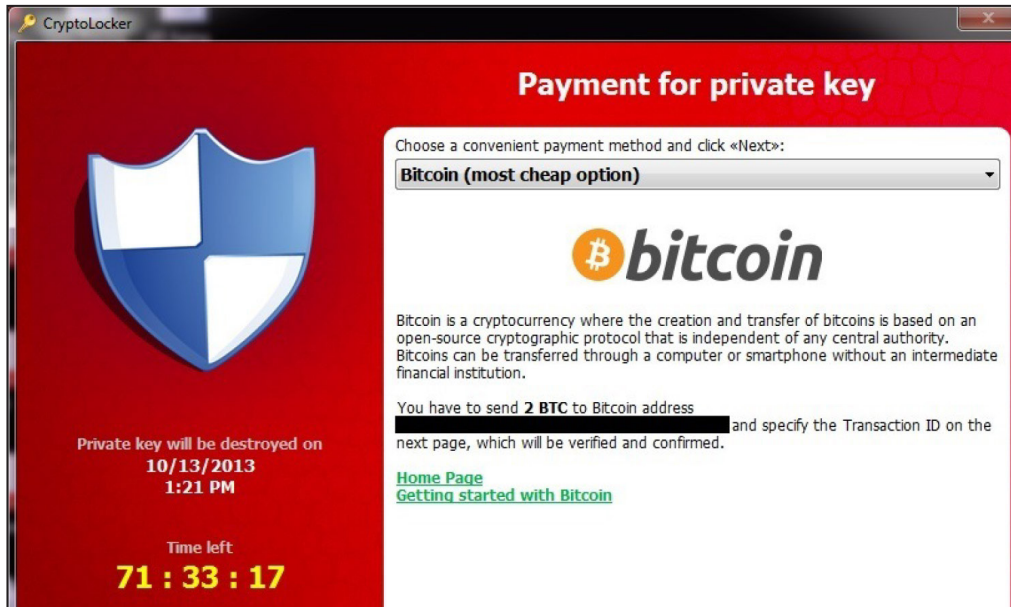 CryptoLocker
Payment for private key
Choose a convenient payment method and click «Next»:
Bitcoin (most cheap option)
bitcoin
Bitcoin is a cryptocurrency where the creation and transfer of bitcoins is based on an
open-source cryptographic protocol that is independent of any central authority.
Bitcoins can be transferred through a computer or smartphone without an intermediate
financial institution.
You have to send 2 BTC to Bitcoin address
and specify the Transaction ID on the
next page, which will be verified and confirmed.
Home Page
Getting started with Bitcoin
Private key will be destroyed on
10/13/2013
1:21 PM
Time left
71 : 33 : 17